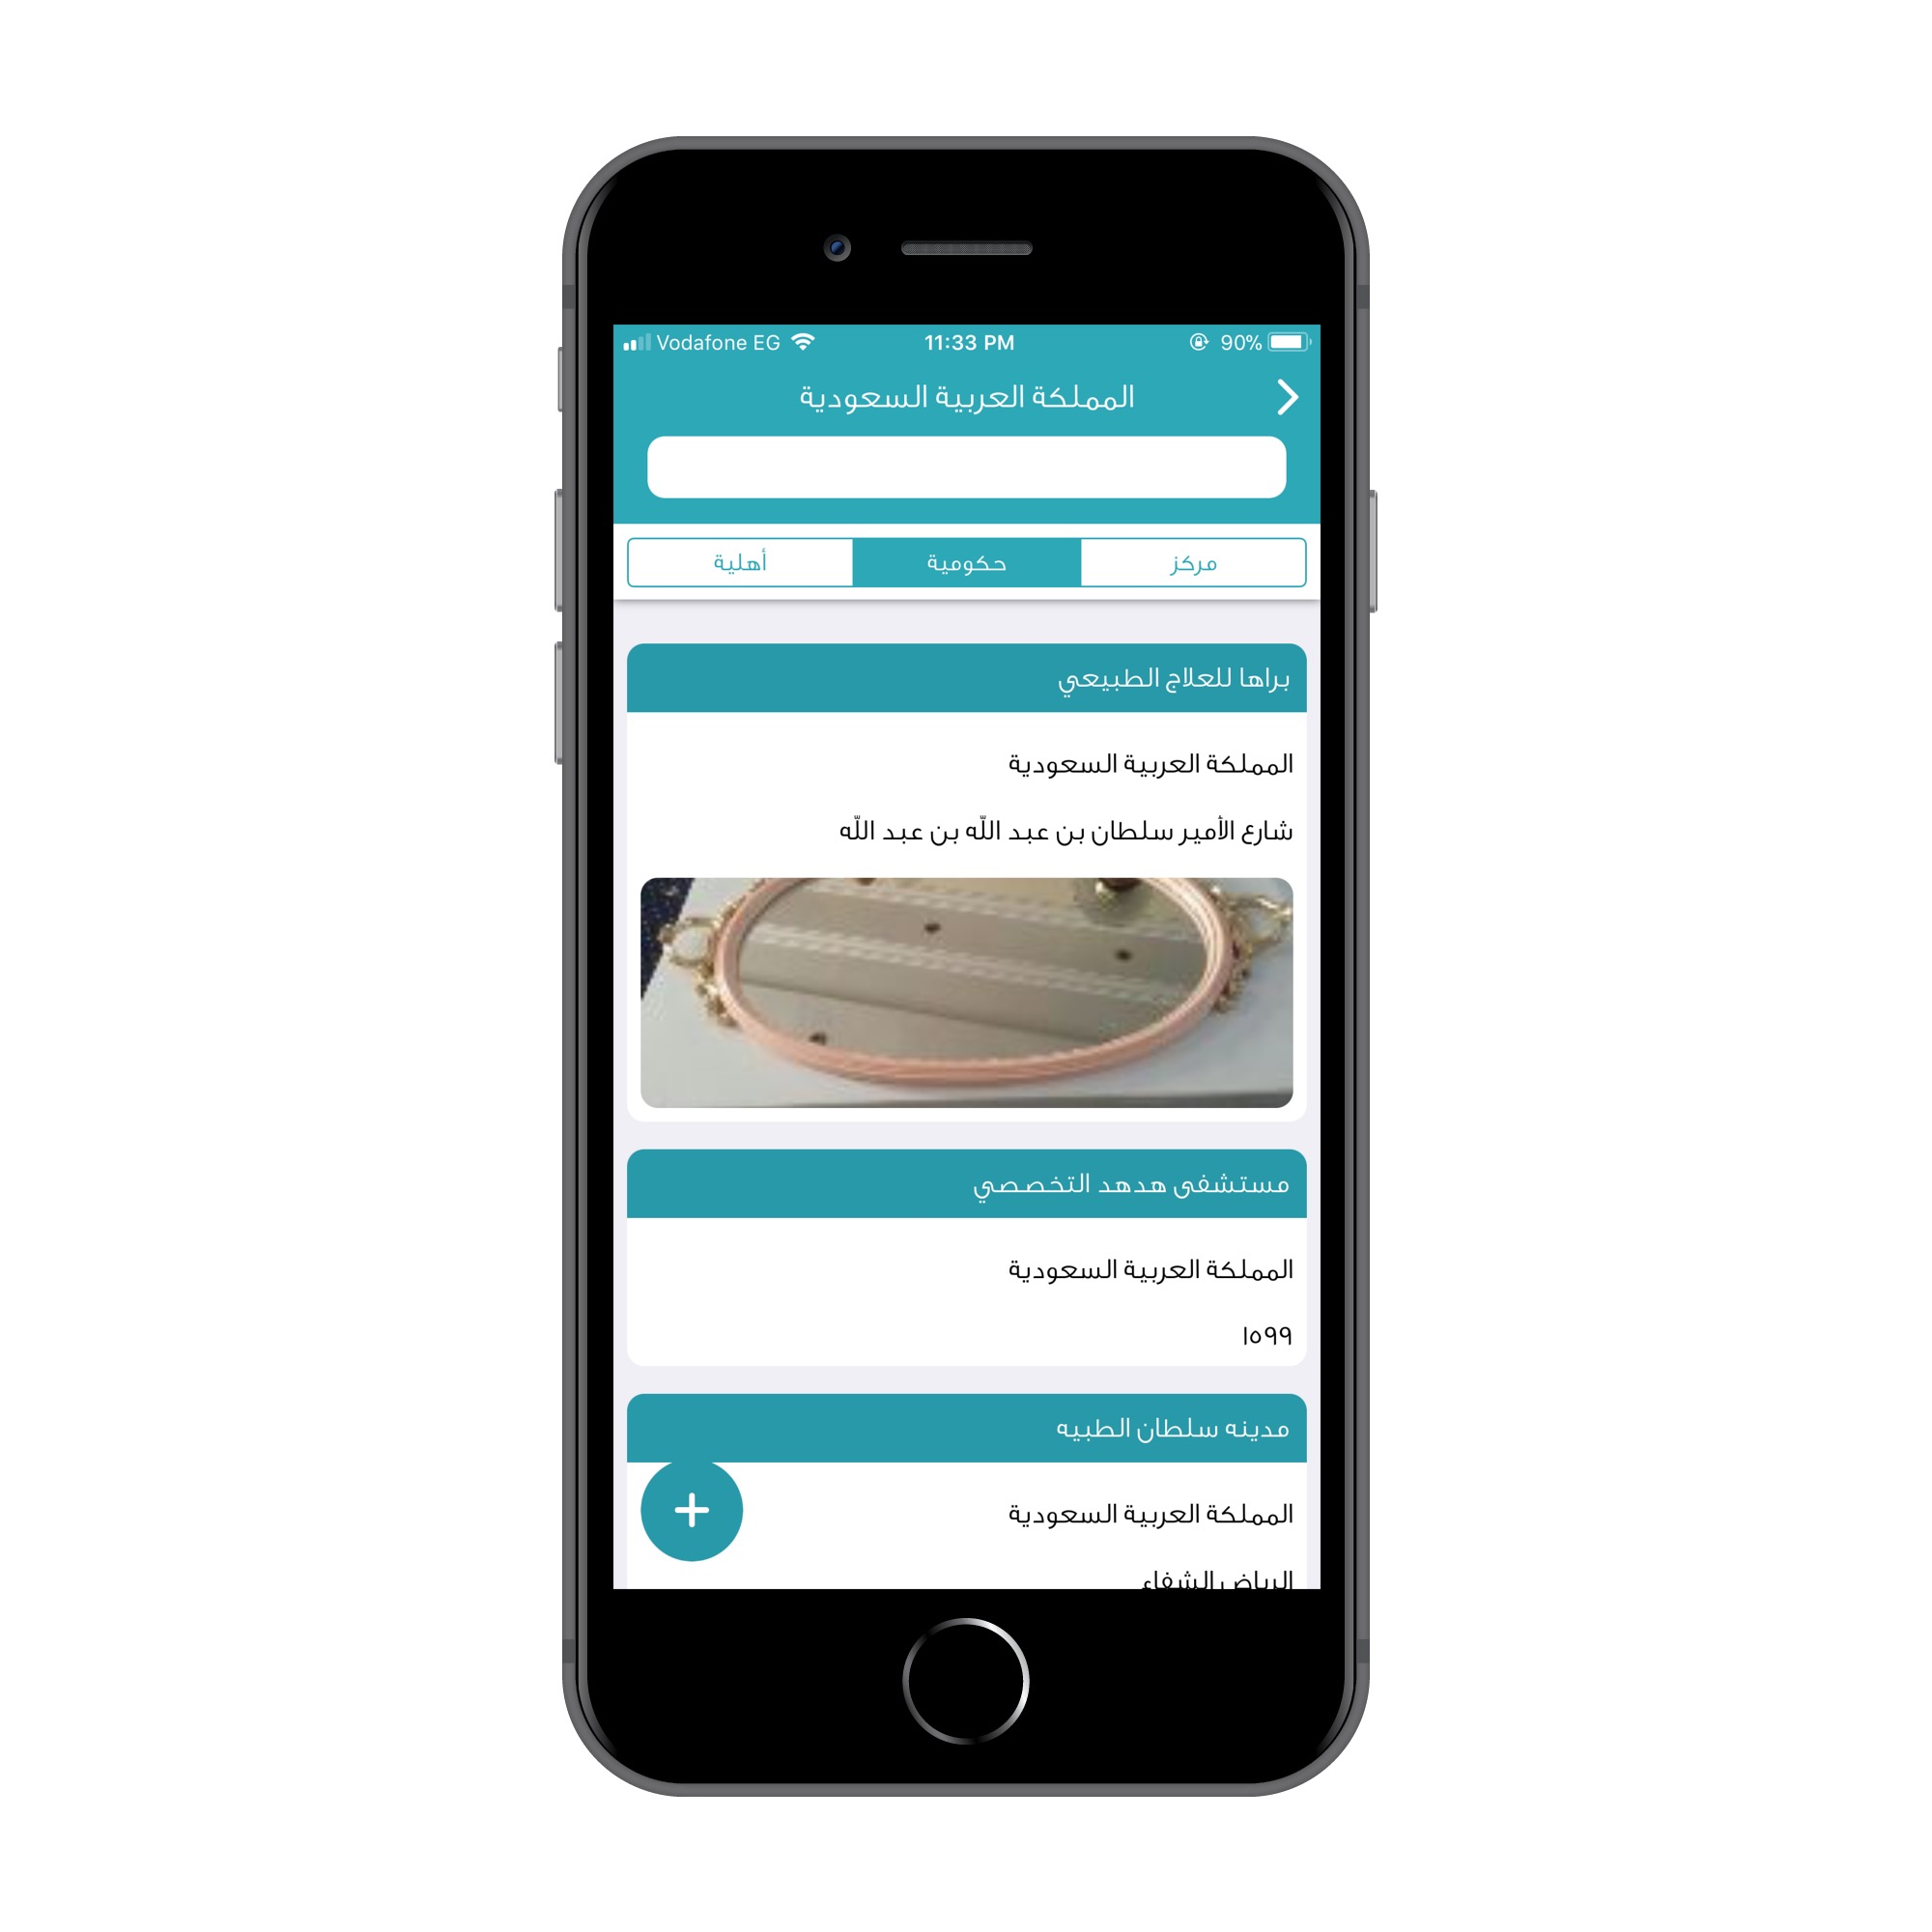 Vodafone EG 11:33 PM 90%
المملكة العربية السعودية
مركز حكومية أهلية
براها للعلاج الطبيعي
المملكة العربية السعودية
شارع الأمير سلطان بن عبد الله بن عبد الله
مستشفى هدهد التخصصي
المملكة العربية السعودية
١٥٩٩
مدينه سلطان الطبيه
+
المملكة العربية السعودية
الرياض الشفاء